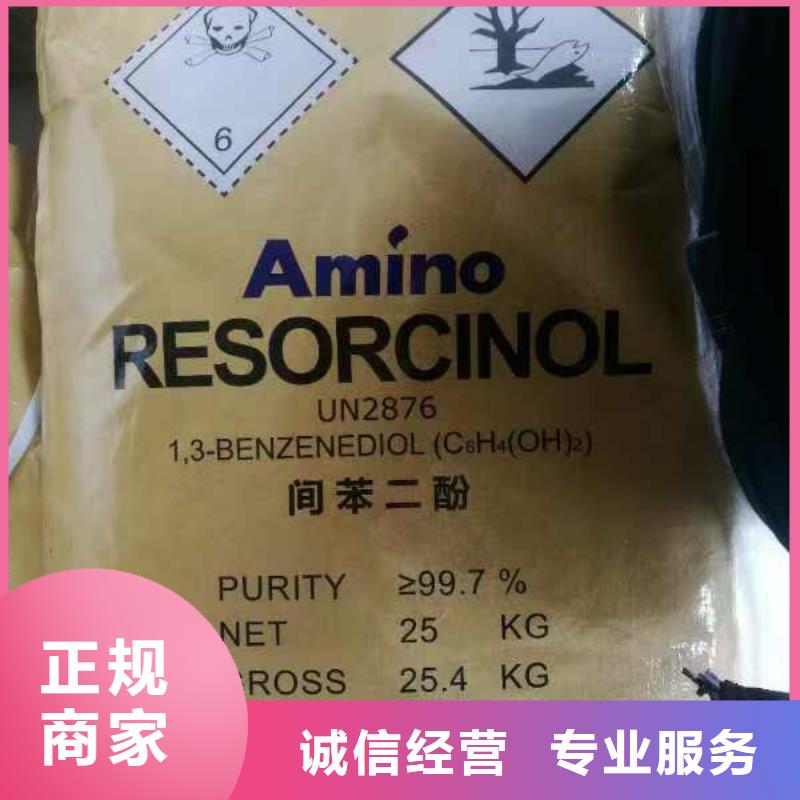 6
Amino
RESORCINOL
UN2876
1,3-BENZENEDIOL (C₆H₄(OH)₂)
间苯二酚
PURITY ≥99.7 %
NET 25 KG
GROSS 25.4 KG
正规
商家
诚信经营 专业服务